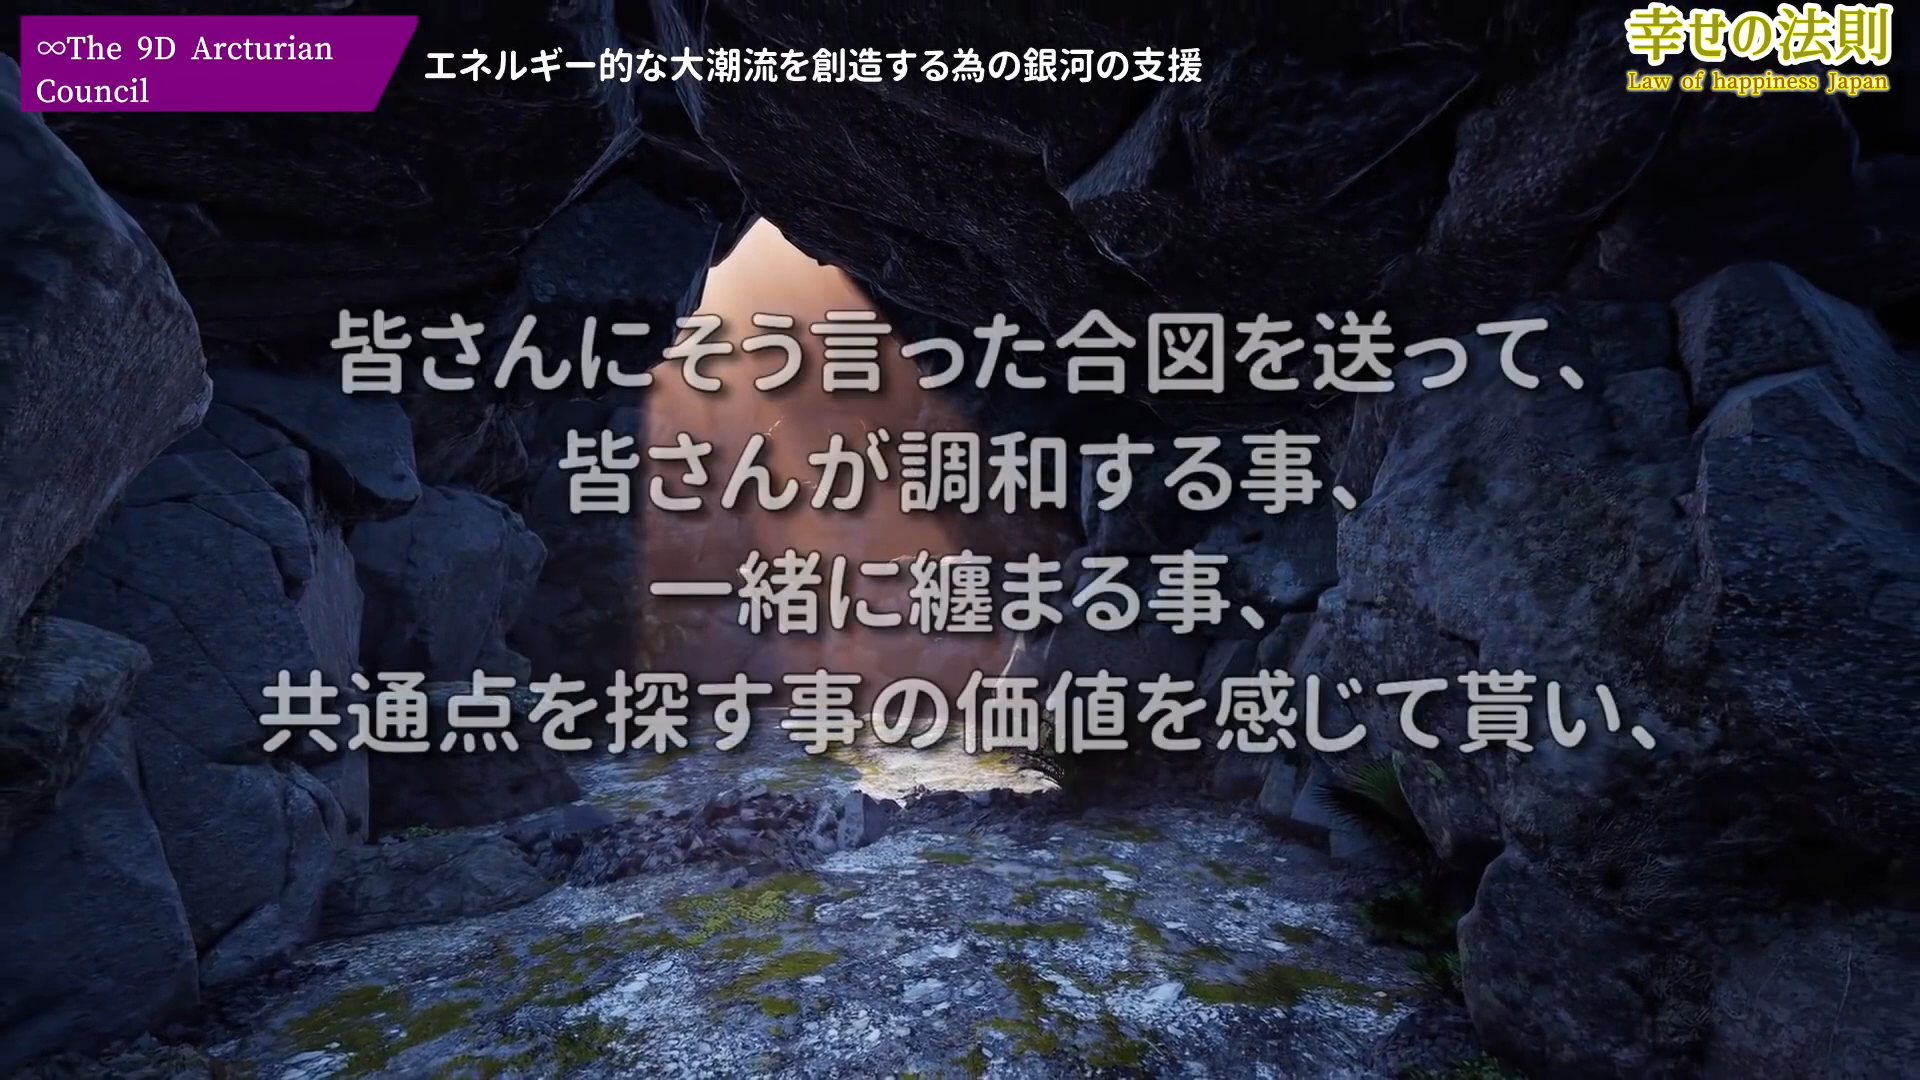 ∞The 9D Arcturian
Council
エネルギー的な大潮流を創造する為の銀河の支援
幸せの法則
Law of happiness Japan
皆さんにそう言った合図を送って、
皆さんが調和する事、
一緒に纏まる事、
共通点を探す事の価値を感じて貰い、